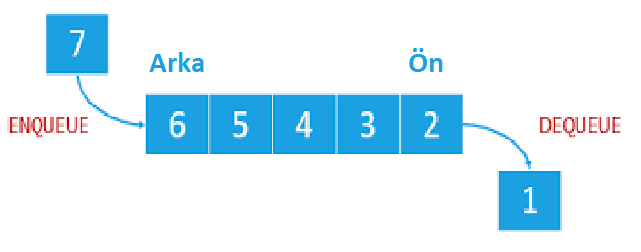 7
Arka Ön
ENQUEUE 6 5 4 3 2 DEQUEUE
1